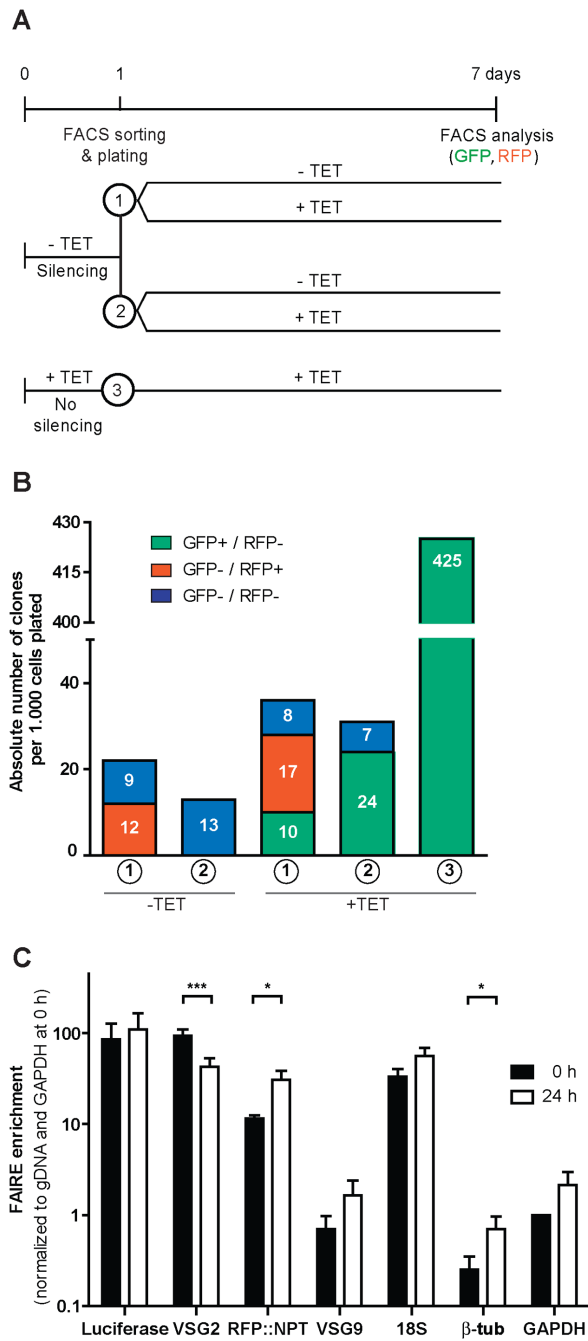 A
0 1 7 days
FACS sorting
& plating
FACS analysis
(GFP, RFP)
- TET
1
+ TET
- TET
Silencing
- TET
2
+ TET
+ TET
3
+ TET
No
silencing
B
Absolute number of clones
per 1.000 cells plated
430
415
400
40
20
0
GFP+ / RFP-
GFP- / RFP+
GFP- / RFP-
425
9
12
13
8
17
10
7
24
1 2 1 2 3
-TET +TET
C
FAIRE enrichment
(normalized to gDNA and GAPDH at 0 h)
100
10
1
0.1
*** * *
0 h
24 h
Luciferase VSG2 RFP::NPT VSG9 18S β-tub GAPDH